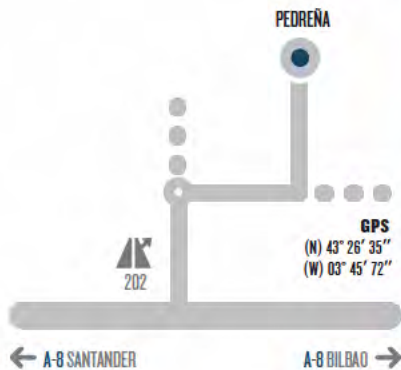 PEDREÑA
GPS
(N) 43° 26′ 35″
(W) 03° 45′ 72″
202
← A-8 SANTANDER
A-8 BILBAO →